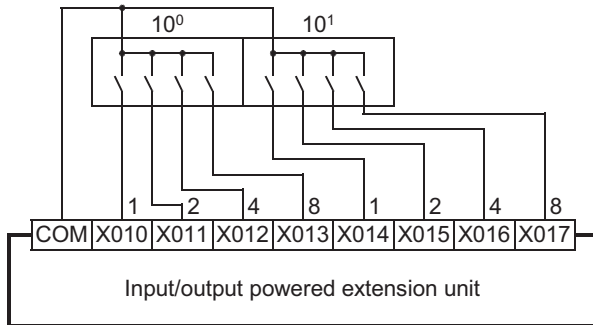 10⁰ 10¹
1 2 4 8 1 2 4 8
COM X010 X011 X012 X013 X014 X015 X016 X017
Input/output powered extension unit